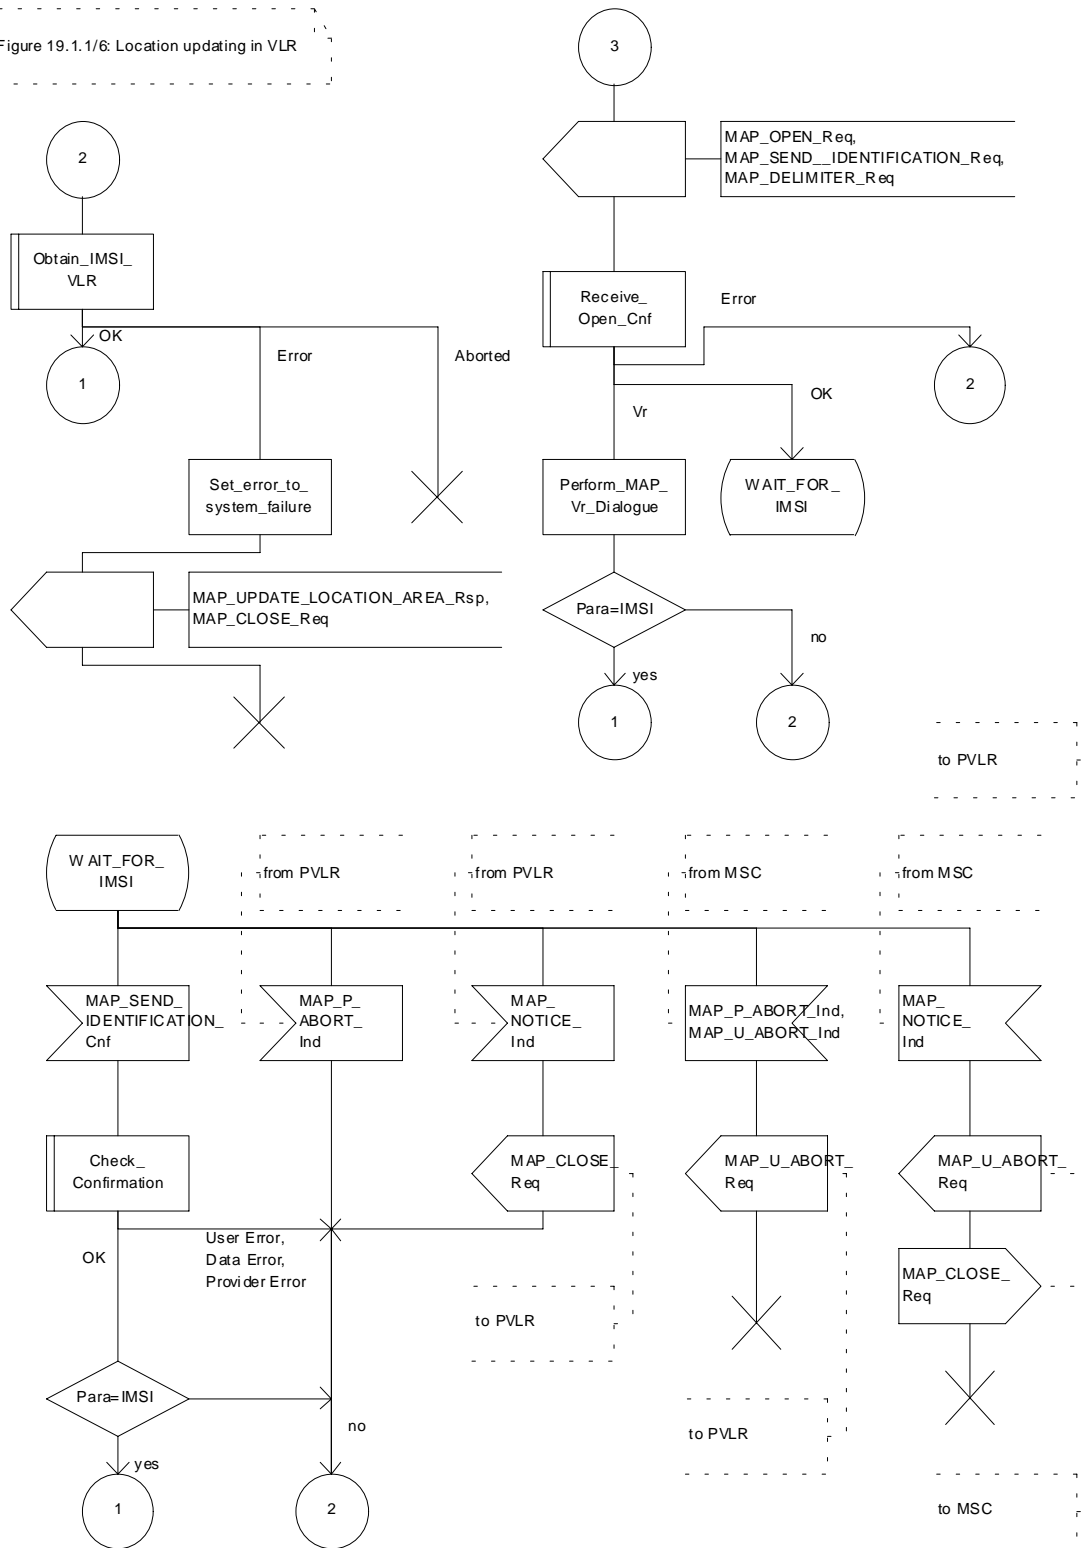 Figure 19.1.1/6: Location updating in VLR
3
2
MAP_OPEN_Req,
MAP_SEND__IDENTIFICATION_Req,
MAP_DELIMITER_Req
Obtain_IMSI_
VLR
Receive_
Open_Cnf
Error
OK
Error
Aborted
1
2
Vr
OK
Set_error_to_
system_failure
Perform_MAP_
Vr_Dialogue
WAIT_FOR_
IMSI
MAP_UPDATE_LOCATION_AREA_Rsp,
MAP_CLOSE_Req
Para=IMSI
no
yes
1
2
to PVLR
WAIT_FOR_
IMSI
from PVLR
from PVLR
from MSC
from MSC
MAP_SEND_
IDENTIFICATION_
Cnf
MAP_P_
ABORT_
Ind
MAP_
NOTICE_
Ind
MAP_P_ABORT_Ind,
MAP_U_ABORT_Ind
MAP_
NOTICE_
Ind
Check_
Confirmation
MAP_CLOSE_
Req
MAP_U_ABORT_
Req
MAP_U_ABORT_
Req
OK
User Error,
Data Error,
Provider Error
MAP_CLOSE_
Req
to PVLR
Para=IMSI
no
to PVLR
yes
1
2
to MSC